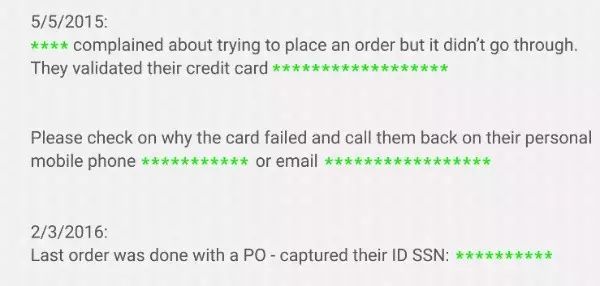 5/5/2015:
**** complained about trying to place an order but it didn't go through.
They validated their credit card ******************
Please check on why the card failed and call them back on their personal
mobile phone *********** or email *****************
2/3/2016:
Last order was done with a PO - captured their ID SSN: **********